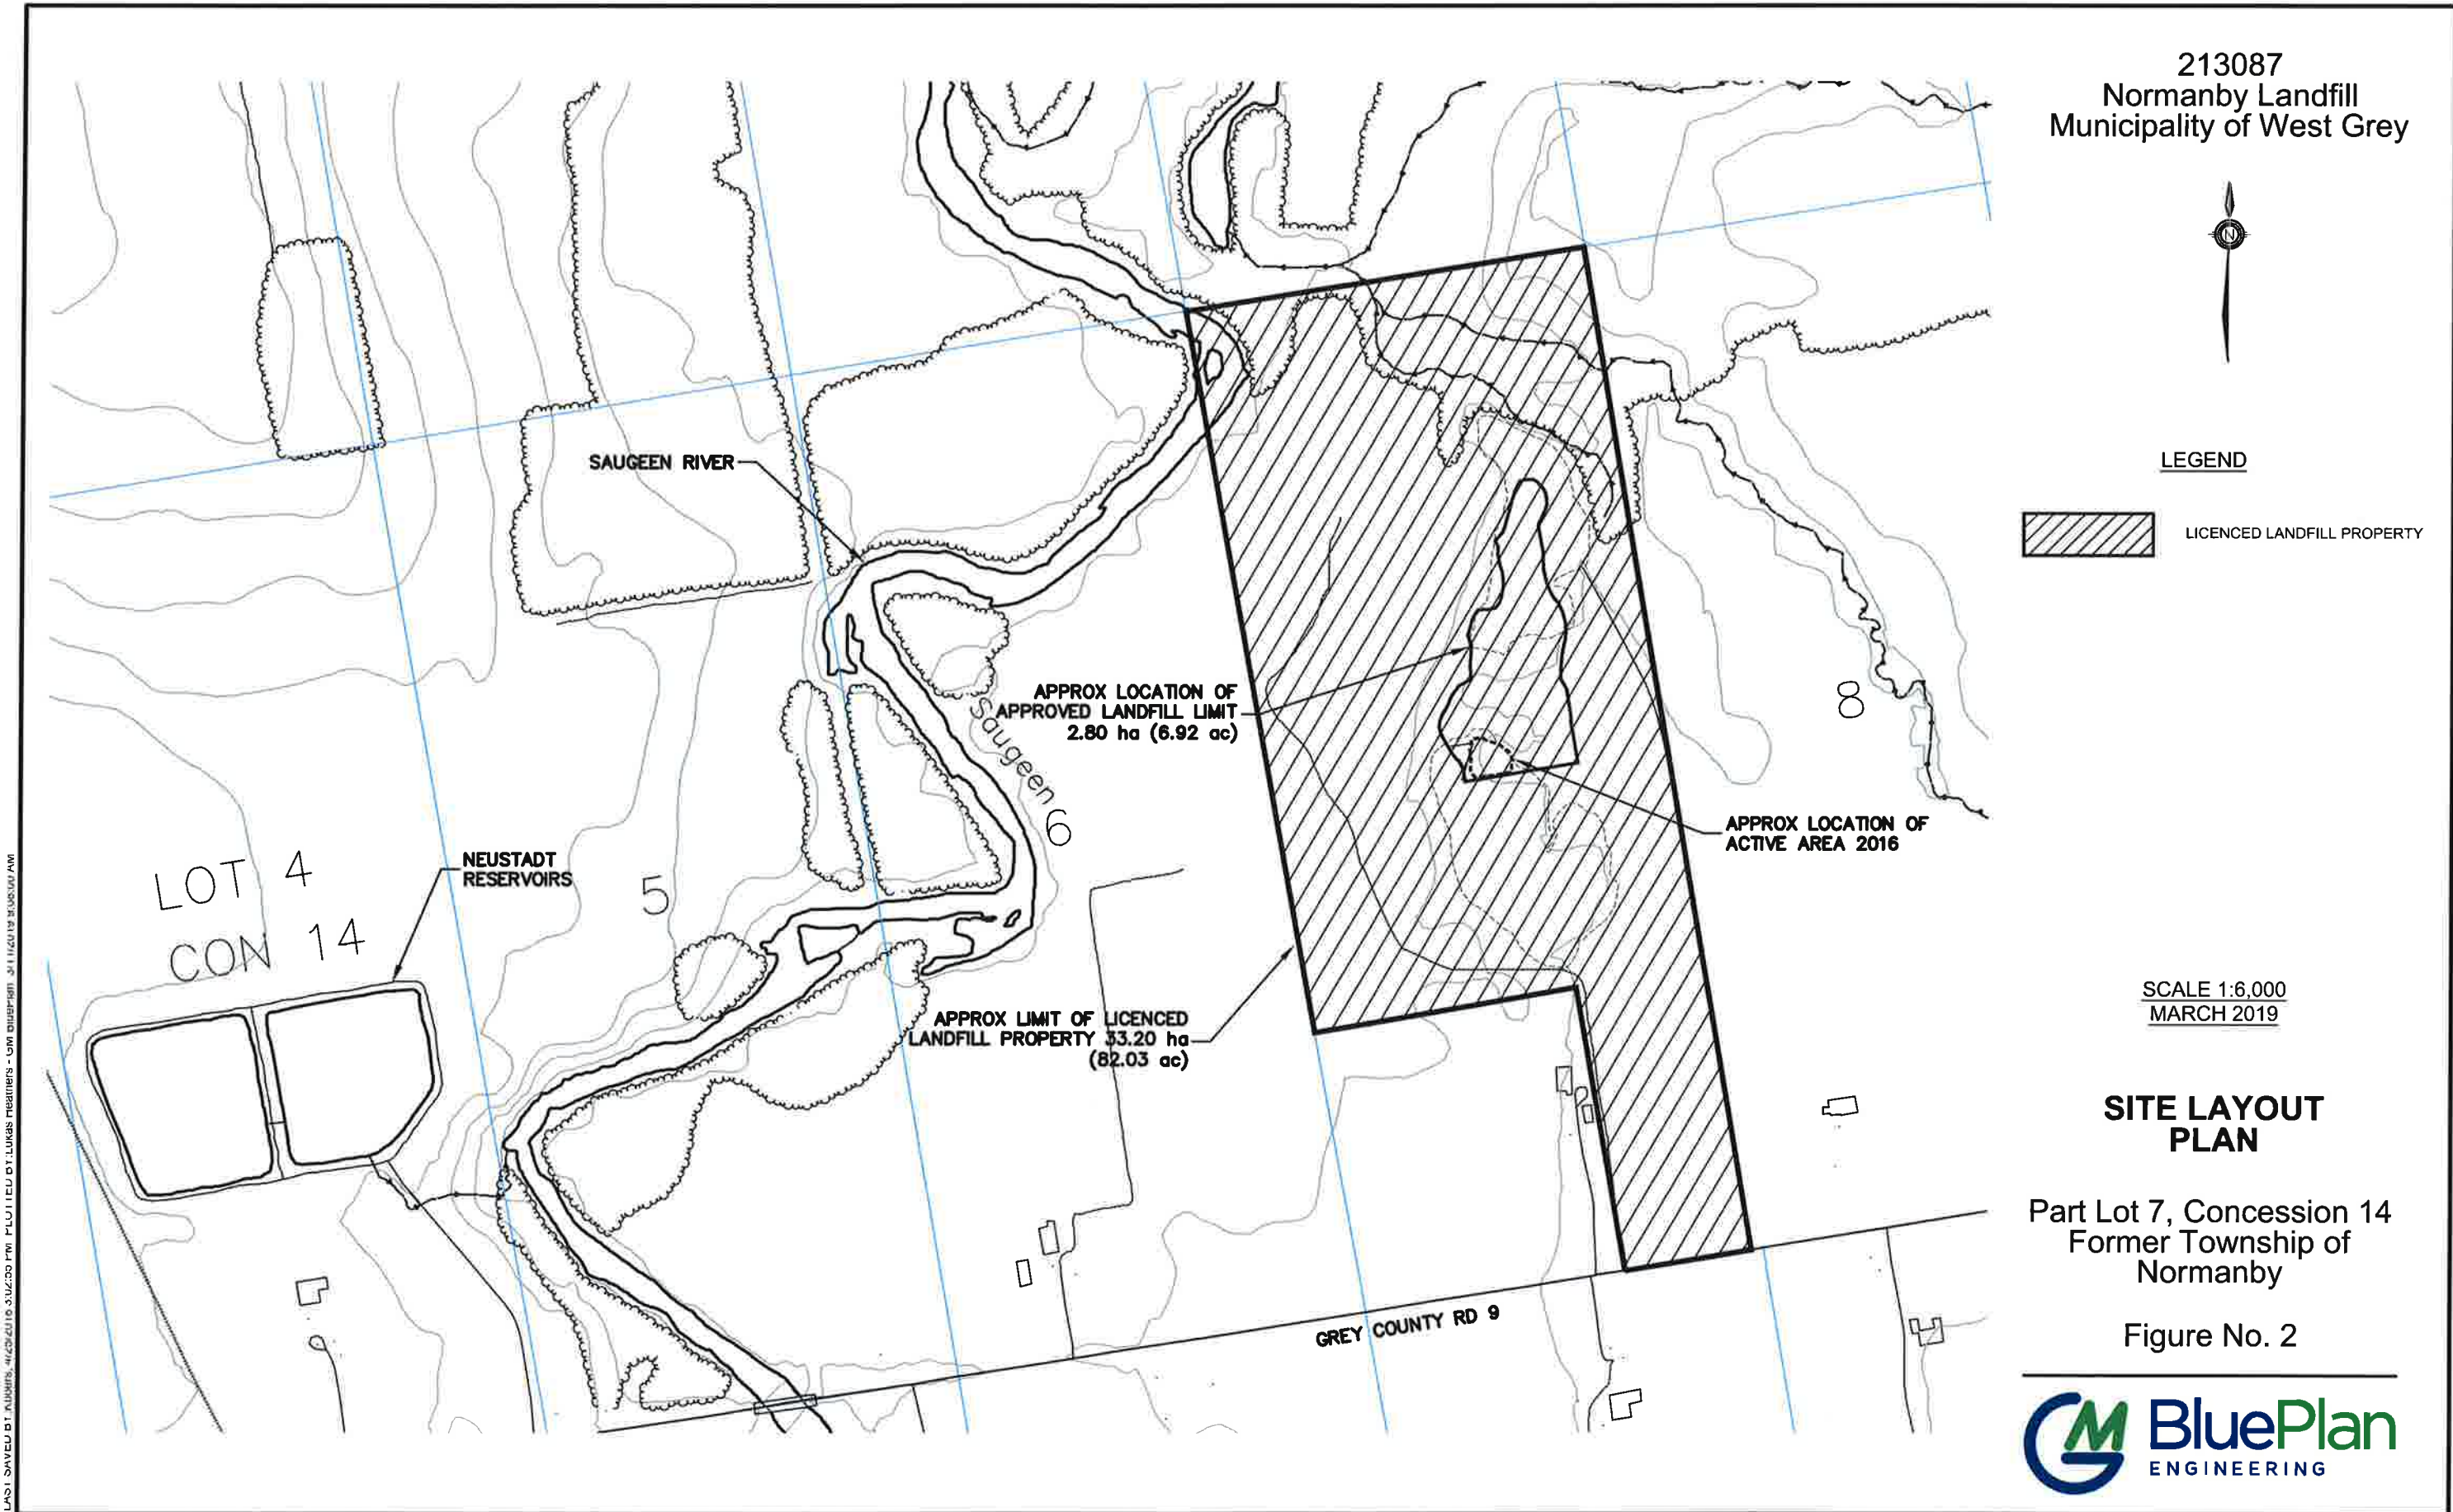 213087
Normanby Landfill
Municipality of West Grey
N
LEGEND
LICENCED LANDFILL PROPERTY
SAUGEEN RIVER
APPROX LOCATION OF
APPROVED LANDFILL LIMIT
2.80 ha (6.92 ac)
Saugeen
6
8
APPROX LOCATION OF
ACTIVE AREA 2016
LOT 4
CON 14
NEUSTADT
RESERVOIRS
5
APPROX LIMIT OF LICENCED
LANDFILL PROPERTY 33.20 ha
(82.03 ac)
GREY COUNTY RD 9
SCALE 1:6,000
MARCH 2019
SITE LAYOUT
PLAN
Part Lot 7, Concession 14
Former Township of
Normanby
Figure No. 2
GM BluePlan
ENGINEERING